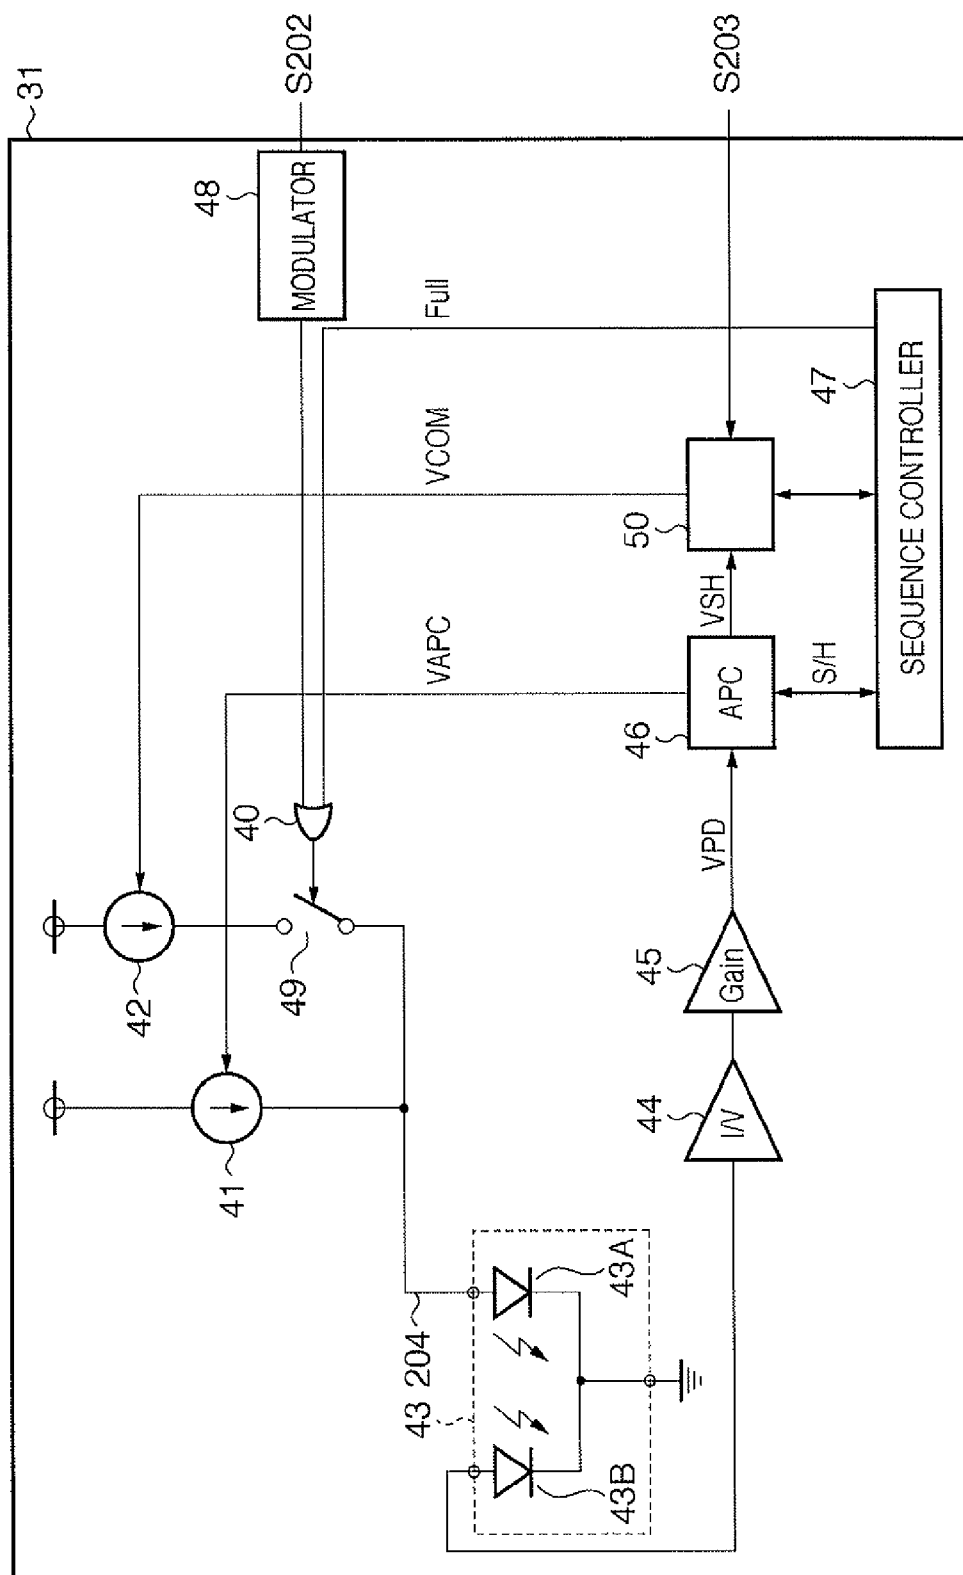 31
S202
S203
48
MODULATOR
Full
VCOM
VAPC
47
SEQUENCE CONTROLLER
50
VSH
S/H
46
APC
40
VPD
42
49
41
45
Gain
44
I/V
43
204
43A
43B